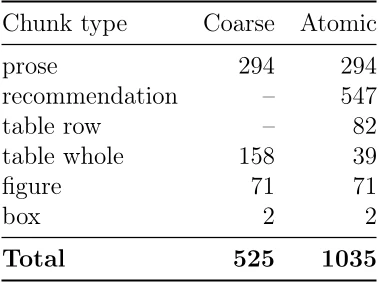 Chunk type Coarse Atomic
prose 294 294
recommendation – 547
table row – 82
table whole 158 39
figure 71 71
box 2 2
Total 525 1035